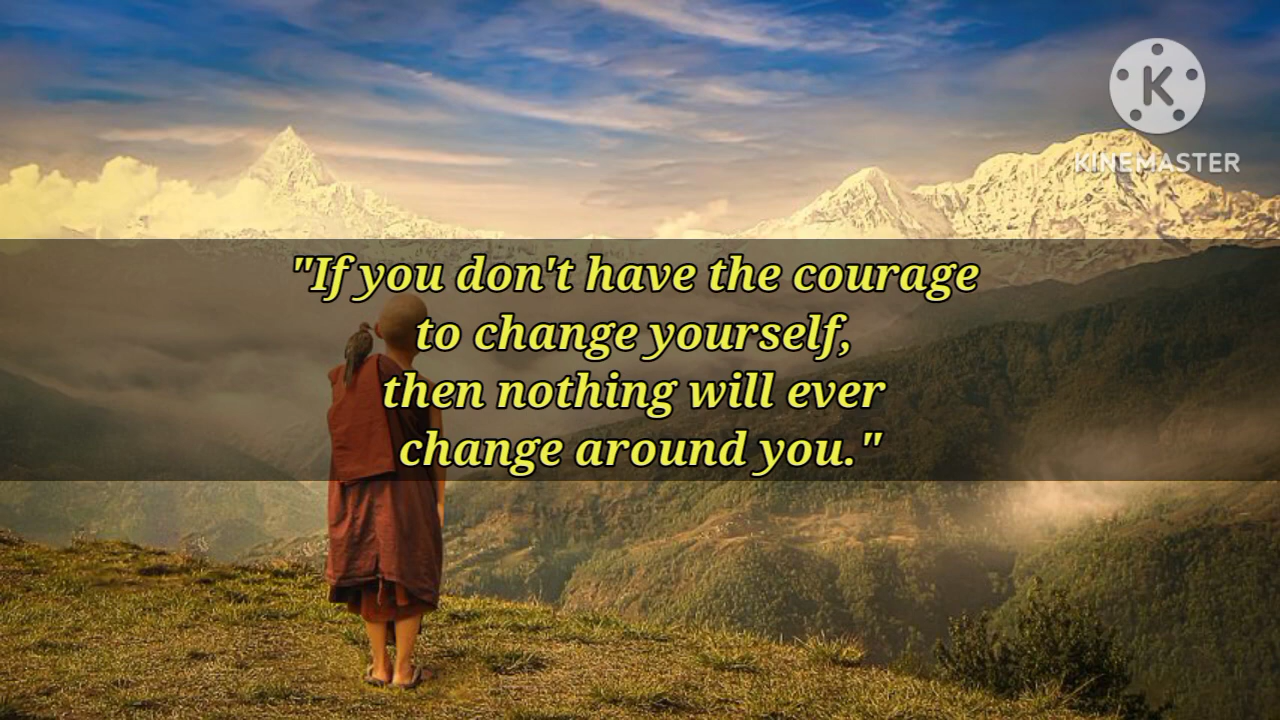 K
KINEMASTER
"If you don't have the courage
to change yourself,
then nothing will ever
change around you."